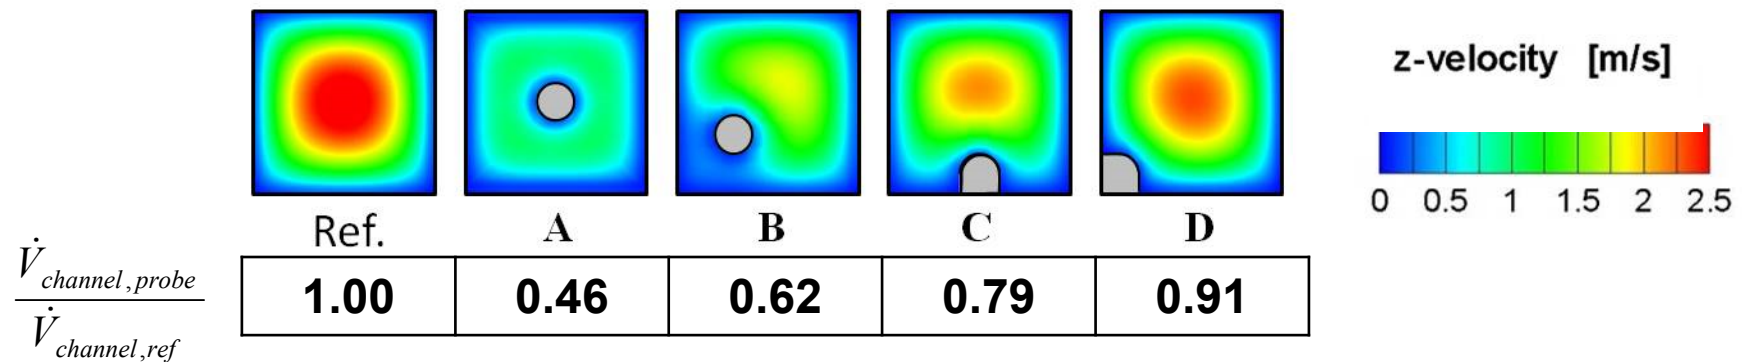 z-velocity [m/s]
0 0.5 1 1.5 2 2.5
Ref. A B C D
V̇channel,probe
V̇channel,ref
1.00 0.46 0.62 0.79 0.91